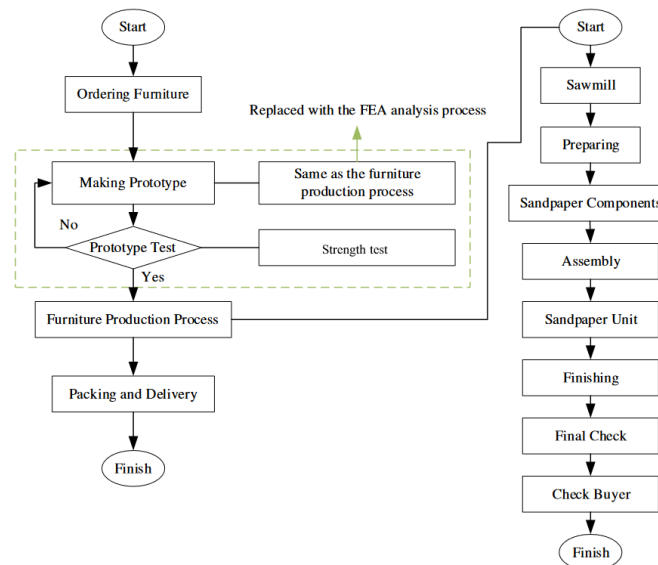 Start
Ordering Furniture
Replaced with the FEA analysis process
Making Prototype
Same as the furniture
production process
No
Prototype Test
Strength test
Yes
Furniture Production Process
Packing and Delivery
Finish
Start
Sawmill
Preparing
Sandpaper Components
Assembly
Sandpaper Unit
Finishing
Final Check
Check Buyer
Finish